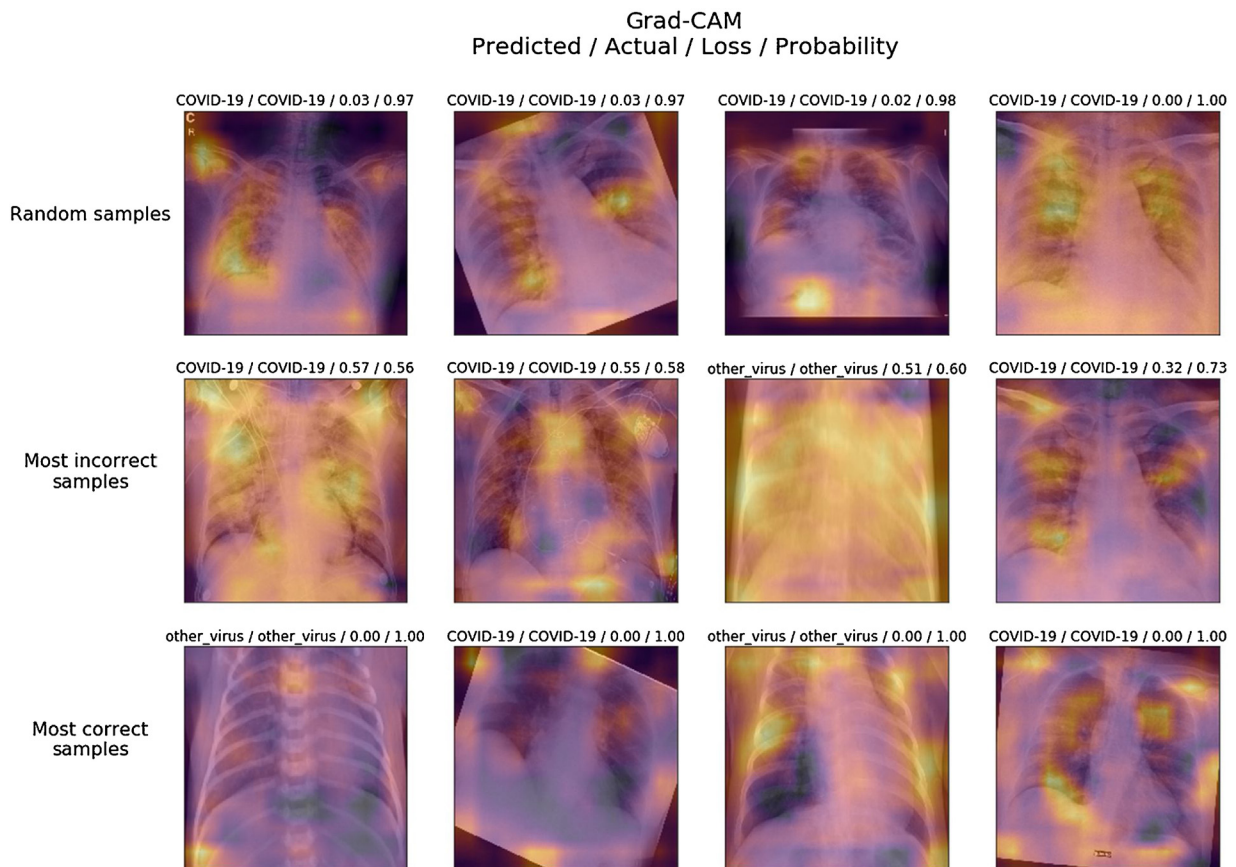 Grad-CAM
Predicted / Actual / Loss / Probability
COVID-19 / COVID-19 / 0.03 / 0.97
COVID-19 / COVID-19 / 0.03 / 0.97
COVID-19 / COVID-19 / 0.02 / 0.98
COVID-19 / COVID-19 / 0.00 / 1.00
C
R
Random samples
COVID-19 / COVID-19 / 0.57 / 0.56
COVID-19 / COVID-19 / 0.55 / 0.58
other_virus / other_virus / 0.51 / 0.60
COVID-19 / COVID-19 / 0.32 / 0.73
Most incorrect
samples
other_virus / other_virus / 0.00 / 1.00
COVID-19 / COVID-19 / 0.00 / 1.00
other_virus / other_virus / 0.00 / 1.00
COVID-19 / COVID-19 / 0.00 / 1.00
Most correct
samples